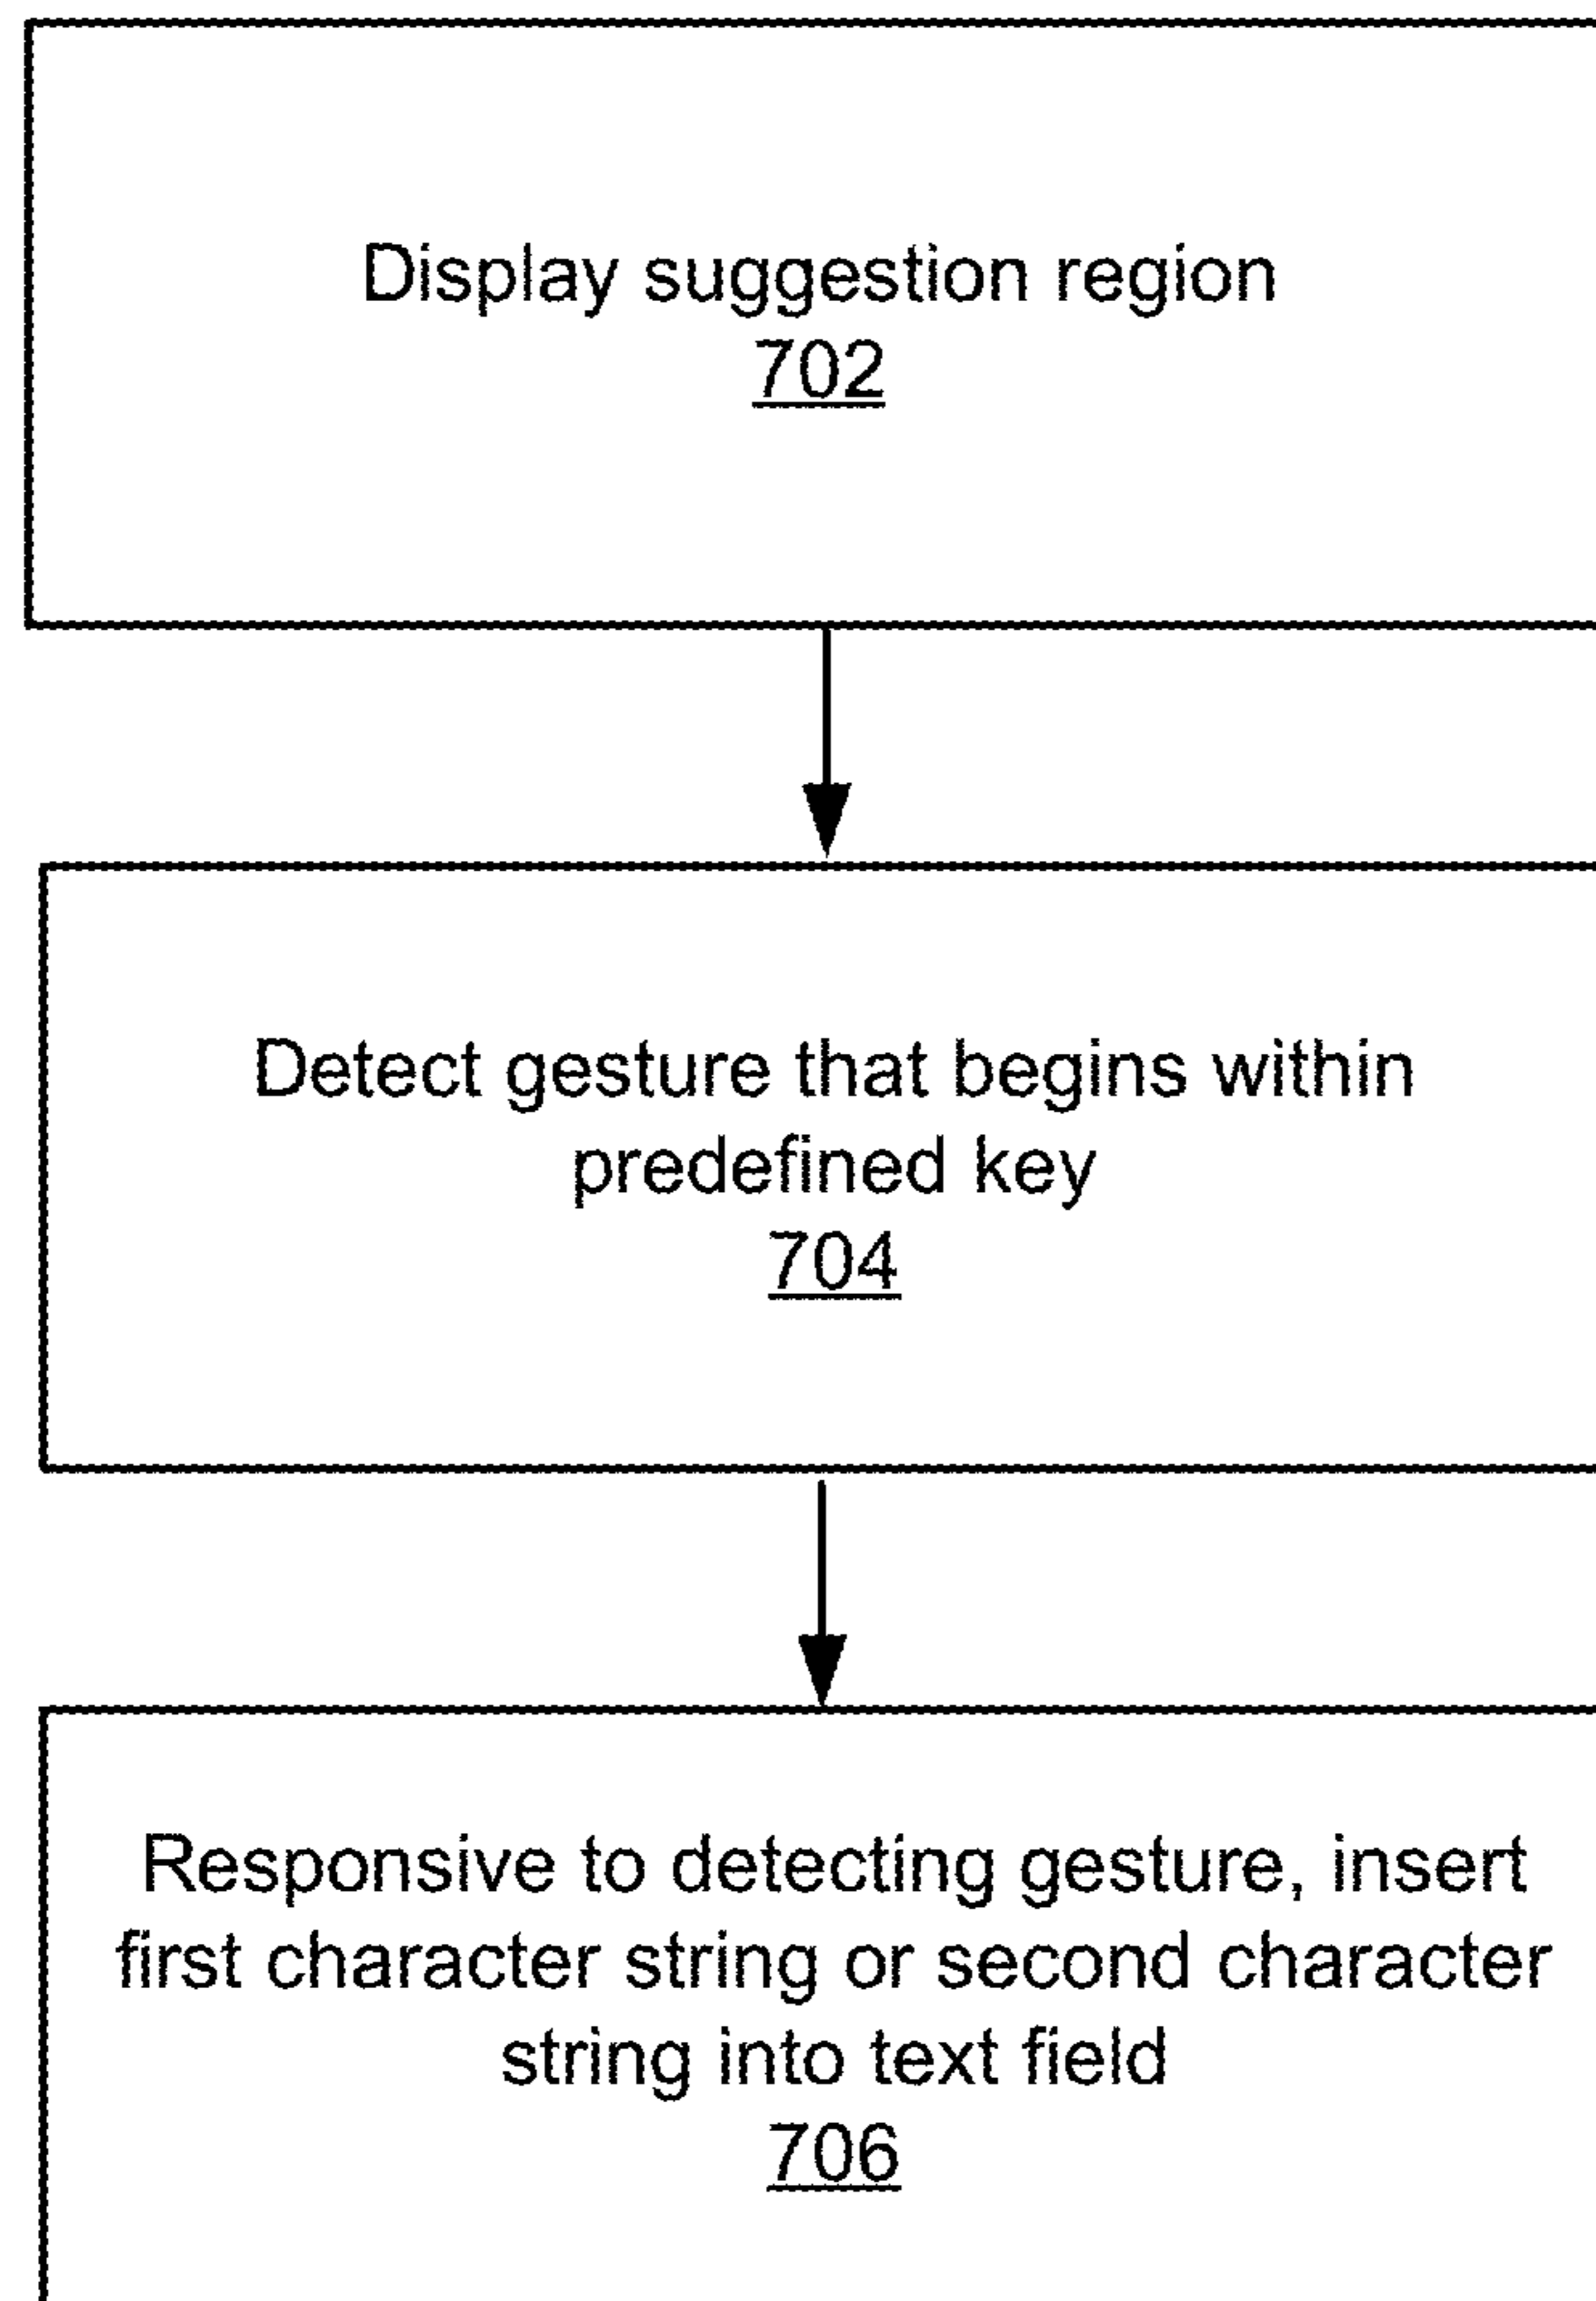 Display suggestion region
702
Detect gesture that begins within
predefined key
704
Responsive to detecting gesture, insert
first character string or second character
string into text field
706